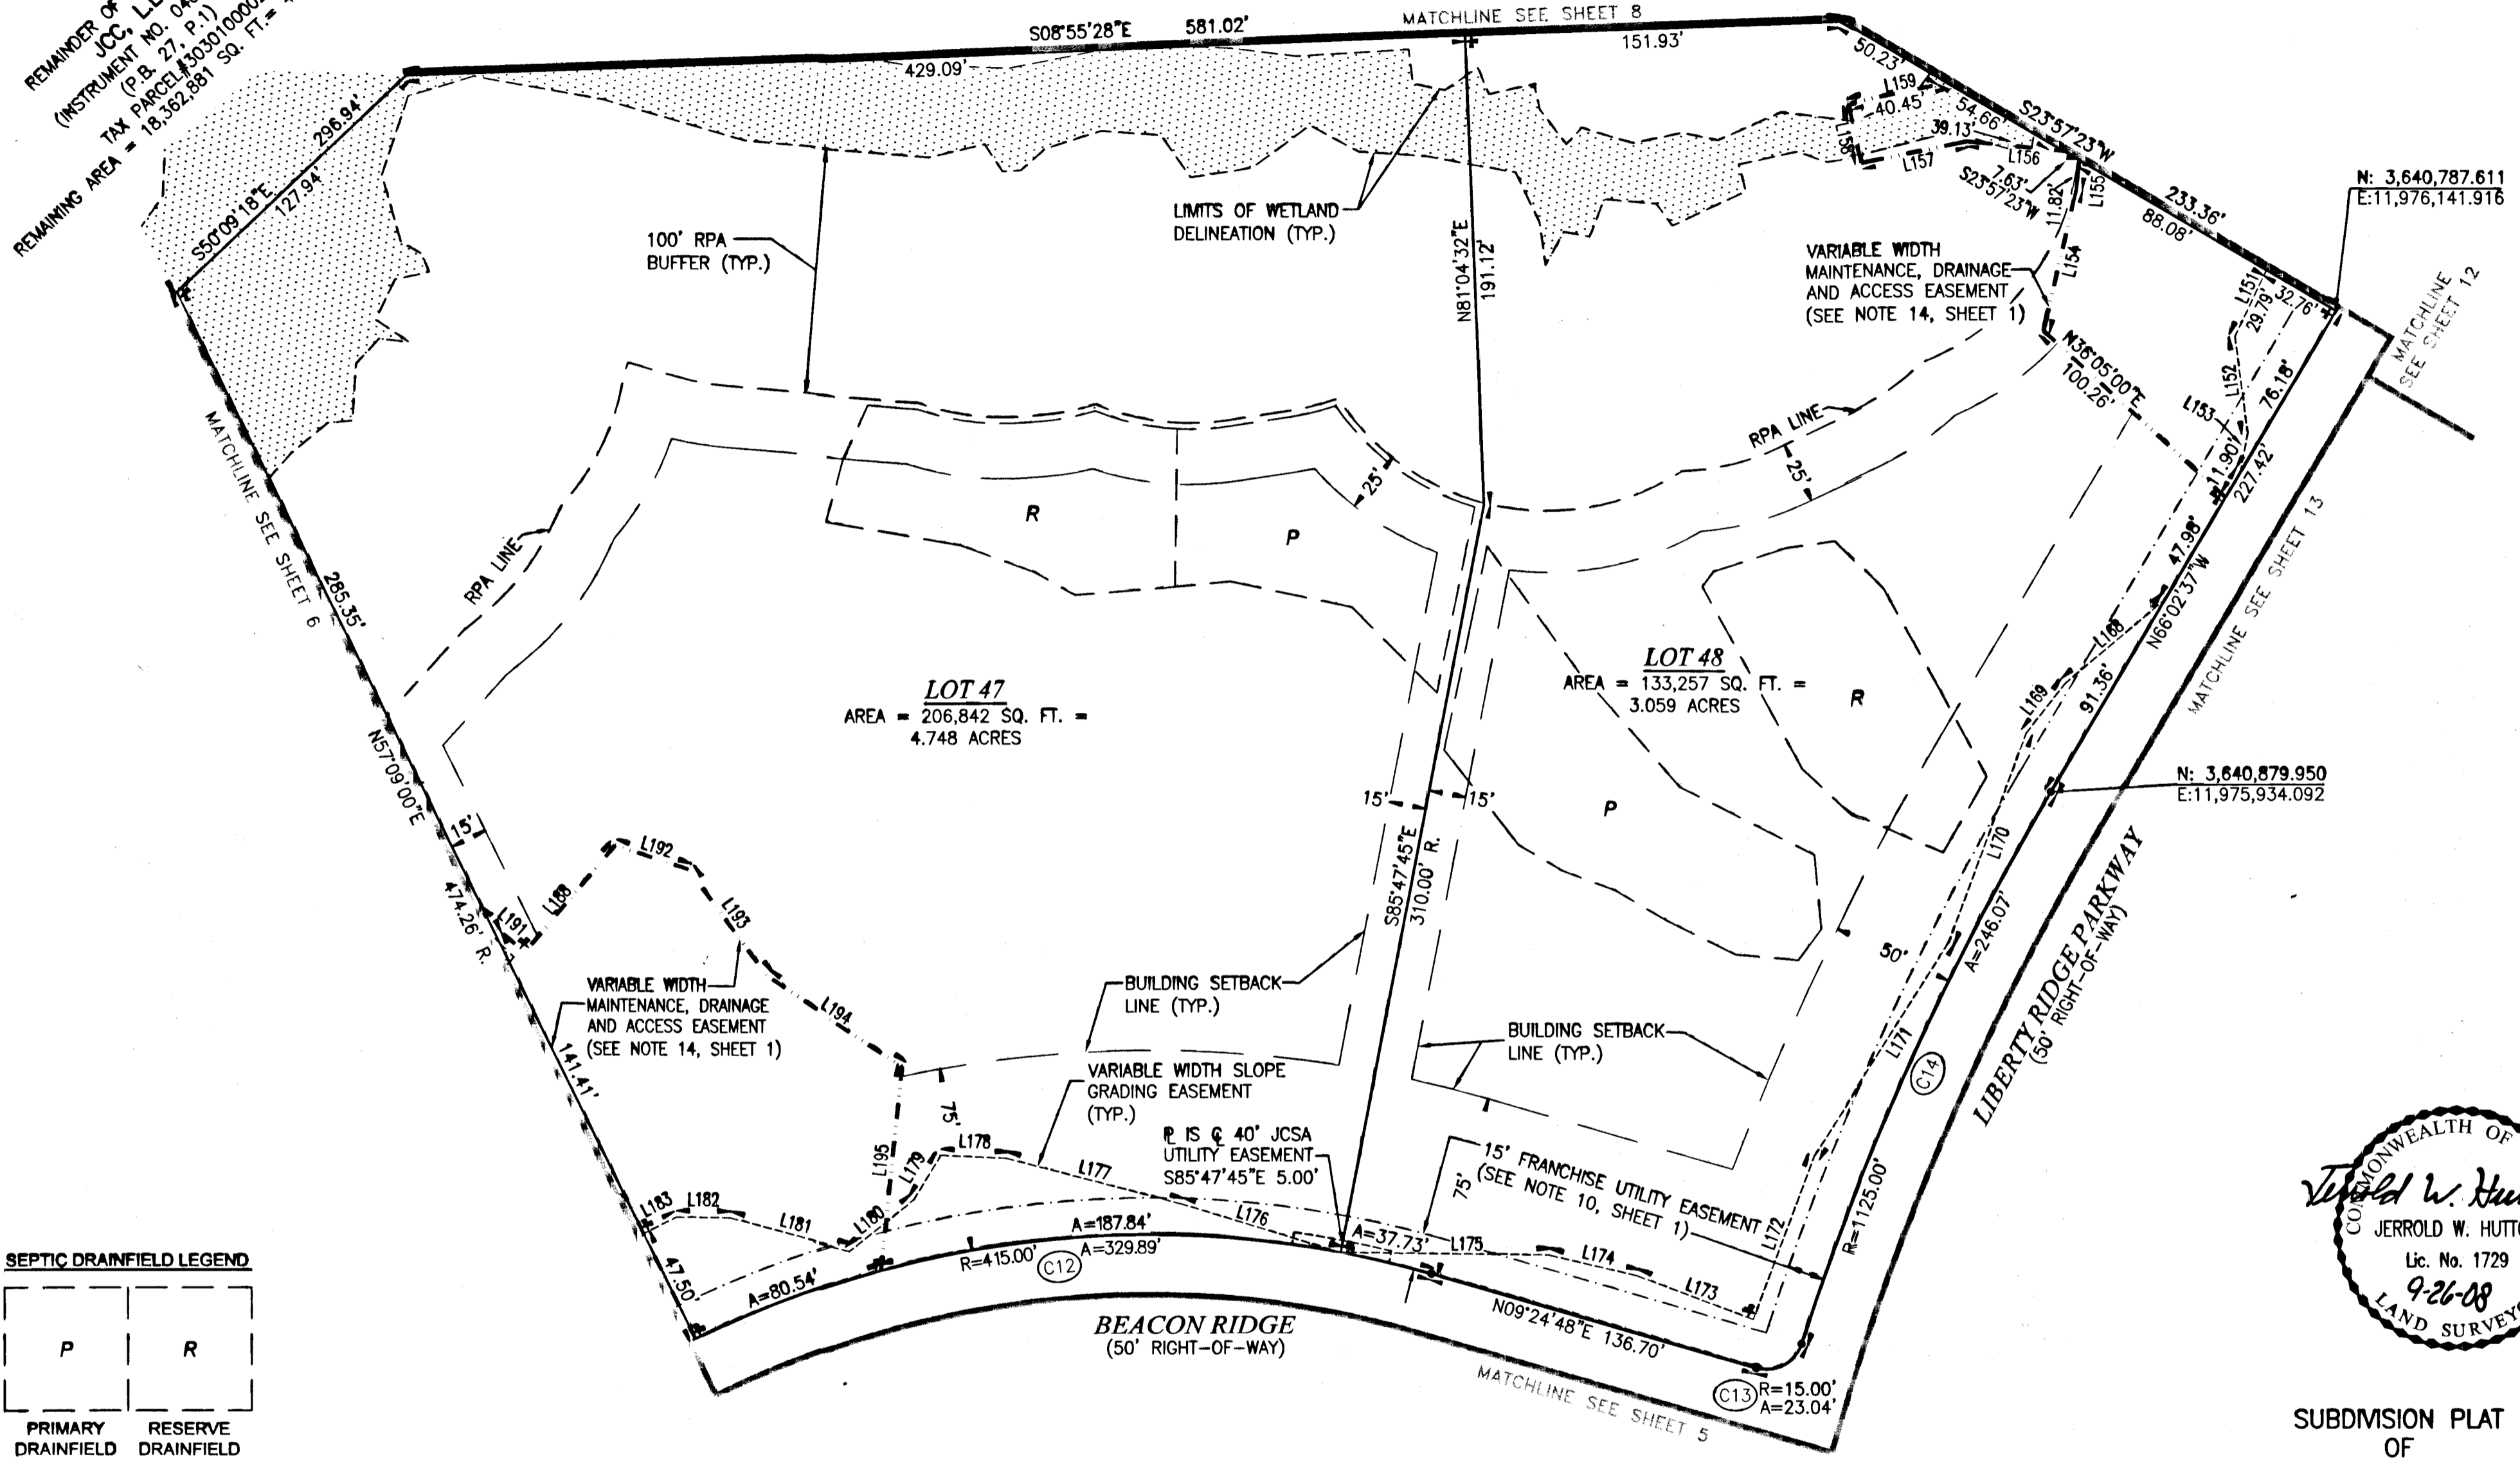 REMAINDER OF
JCC, L.L
(INSTRUMENT NO. 04
(P.B. 27, P.1)
TAX PARCEL#30301000
REMAINING AREA = 18,362,881 SQ. FT.=
S08°55'28"E 581.02'
MATCHLINE SEE SHEET 8
429.09'
151.93'
50.23'
L159
40.45'
54.66'
S23°57'23"W
39.13'
L158
L157
L156
7.63'
S23°57'23"W
11.82'
L155
L154
233.36'
88.08'
N: 3,640,787.611
E:11,976,141.916
296.94'
S50°09'18"E
127.94'
100' RPA
BUFFER (TYP.)
LIMITS OF WETLAND
DELINEATION (TYP.)
N81°04'32"E
191.12'
VARIABLE WIDTH
MAINTENANCE, DRAINAGE
AND ACCESS EASEMENT
(SEE NOTE 14, SHEET 1)
L151
29.79'
32.76'
MATCHLINE
SEE SHEET 12
N36°05'00"E
100.26'
L152
L153
76.18'
11.90'
227.42'
MATCHLINE SEE SHEET 6
285.35'
RPA LINE
RPA LINE
25'
25'
R
P
47.98'
N66°02'37"W
MATCHLINE SEE SHEET 13
LOT 47
AREA = 206,842 SQ. FT. =
4.748 ACRES
LOT 48
AREA = 133,257 SQ. FT. =
3.059 ACRES
R
P
L168
L169
91.36'
N: 3,640,879.950
E:11,975,934.092
N57°09'00"E
15'
474.26' R.
15'
15'
S85°47'45"E
310.00' R.
L170
A=246.07'
50'
L171
C14
R=1125.00'
LIBERTY RIDGE PARKWAY
(50' RIGHT-OF-WAY)
L192
L188
L193
L191
L194
VARIABLE WIDTH
MAINTENANCE, DRAINAGE
AND ACCESS EASEMENT
(SEE NOTE 14, SHEET 1)
141.41'
BUILDING SETBACK
LINE (TYP.)
BUILDING SETBACK
LINE (TYP.)
VARIABLE WIDTH SLOPE
GRADING EASEMENT
(TYP.)
75'
L195
L178
L179
L177
L183
L182
L181
L180
L176
℄ 40' JCSA
UTILITY EASEMENT
S85°47'45"E 5.00'
15' FRANCHISE UTILITY EASEMENT
(SEE NOTE 10, SHEET 1)
75'
L172
47.50'
A=80.54'
A=187.84'
R=415.00'
C12
A=329.89'
A=37.73'
L175
L174
L173
N09°24'48"E 136.70'
BEACON RIDGE
(50' RIGHT-OF-WAY)
MATCHLINE SEE SHEET 5
C13
R=15.00'
A=23.04'
SEPTIC DRAINFIELD LEGEND
P
R
PRIMARY
DRAINFIELD
RESERVE
DRAINFIELD
COMMONWEALTH OF
Jerrold W. Hu
JERROLD W. HUTT
Lic. No. 1729
9-26-08
LAND SURVEYO
SUBDIVISION PLAT
OF